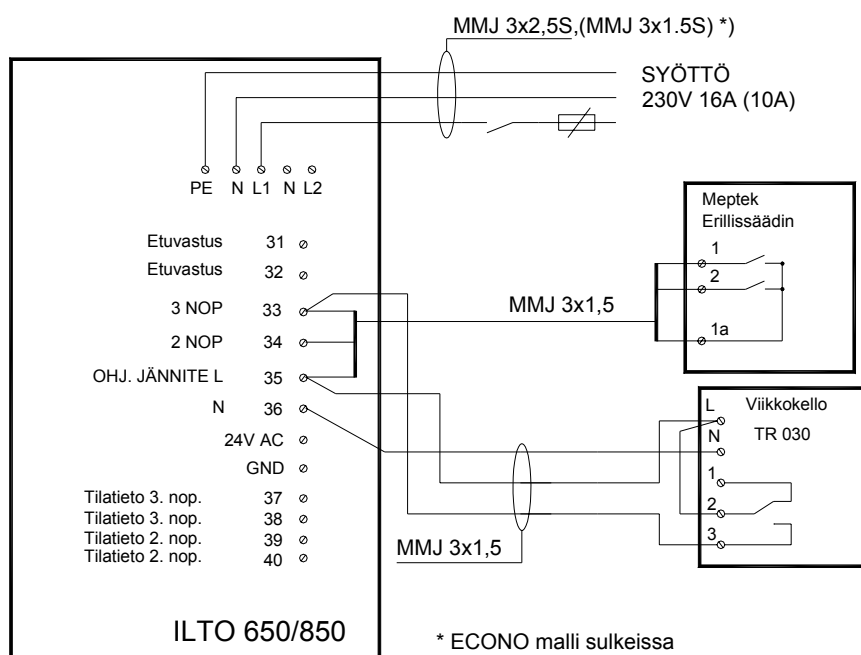 MMJ 3x2,5S,(MMJ 3x1.5S) *)
SYÖTTÖ
230V 16A (10A)
PE N L1 N L2
Etuvastus 31
Etuvastus 32
3 NOP 33
2 NOP 34
OHJ. JÄNNITE L 35
N 36
24V AC
GND
Tilatieto 3. nop. 37
Tilatieto 3. nop. 38
Tilatieto 2. nop. 39
Tilatieto 2. nop. 40
ILTO 650/850
MMJ 3x1,5
Meptek
Erillissäädin
1
2
1a
MMJ 3x1,5
L Viikkokello
N TR 030
1
2
3
* ECONO malli sulkeissa